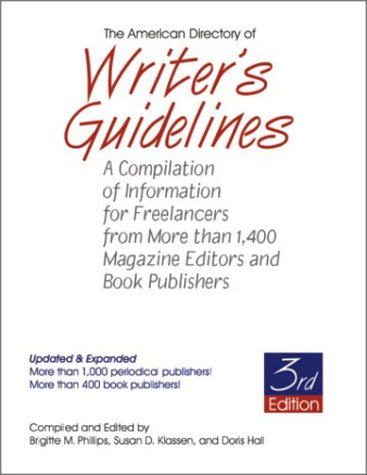 The American Directory of
Writer's
Guidelines
A Compilation
of Information
for Freelancers
from More than 1,400
Magazine Editors and
Book Publishers
Updated & Expanded
More than 1,000 periodical publishers!
More than 400 book publishers!
3rd
Edition
Compiled and Edited by
Brigitte M. Phillips, Susan D. Klassen, and Doris Hall